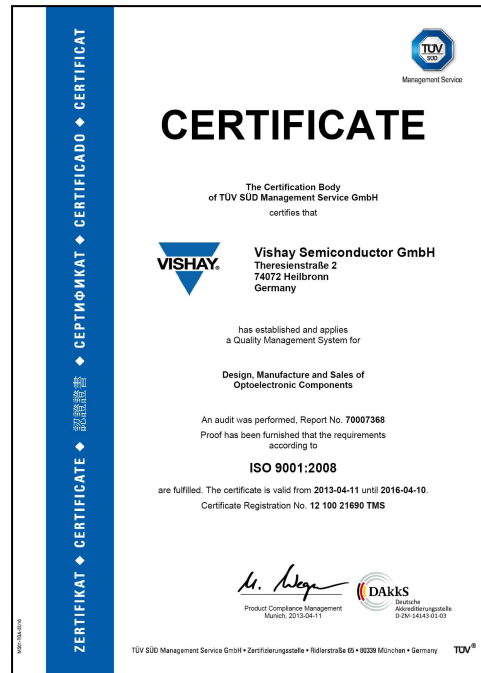 ZERTIFIKAT ◆ CERTIFICATE ◆ 認證證書 ◆ СЕРТИФИКАТ ◆ CERTIFICADO ◆ CERTIFICAT
TÜV
SÜD
Management Service
CERTIFICATE
The Certification Body
of TÜV SÜD Management Service GmbH
certifies that
VISHAY®
Vishay Semiconductor GmbH
Theresienstraße 2
74072 Heilbronn
Germany
has established and applies
a Quality Management System for
Design, Manufacture and Sales of
Optoelectronic Components
An audit was performed, Report No. 70007368
Proof has been furnished that the requirements
according to
ISO 9001:2008
are fulfilled. The certificate is valid from 2013-04-11 until 2016-04-10.
Certificate Registration No. 12 100 21690 TMS
Product Compliance Management
Munich, 2013-04-11
DAkkS
Deutsche
Akkreditierungsstelle
D-ZM-14143-01-03
TÜV SÜD Management Service GmbH • Zertifizierungsstelle • Ridlerstraße 65 • 80339 München • Germany
TÜV®